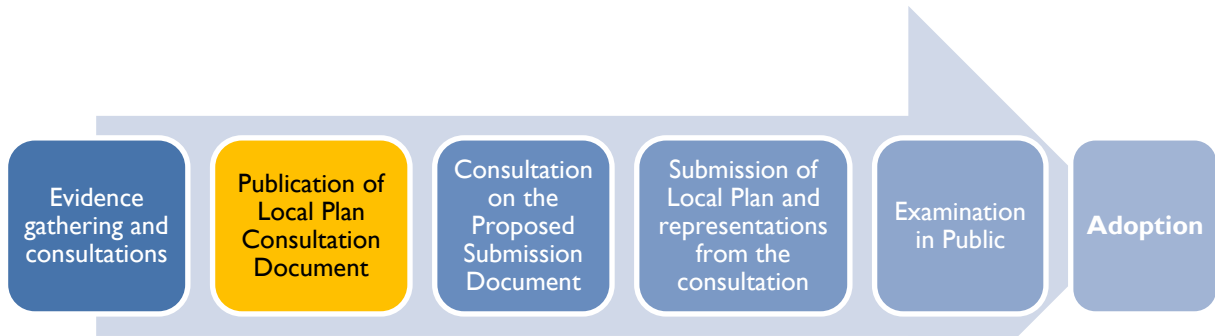 Evidence
gathering and
consultations
Publication of
Local Plan
Consultation
Document
Consultation
on the
Proposed
Submission
Document
Submission of
Local Plan and
representations
from the
consultation
Examination
in Public
Adoption